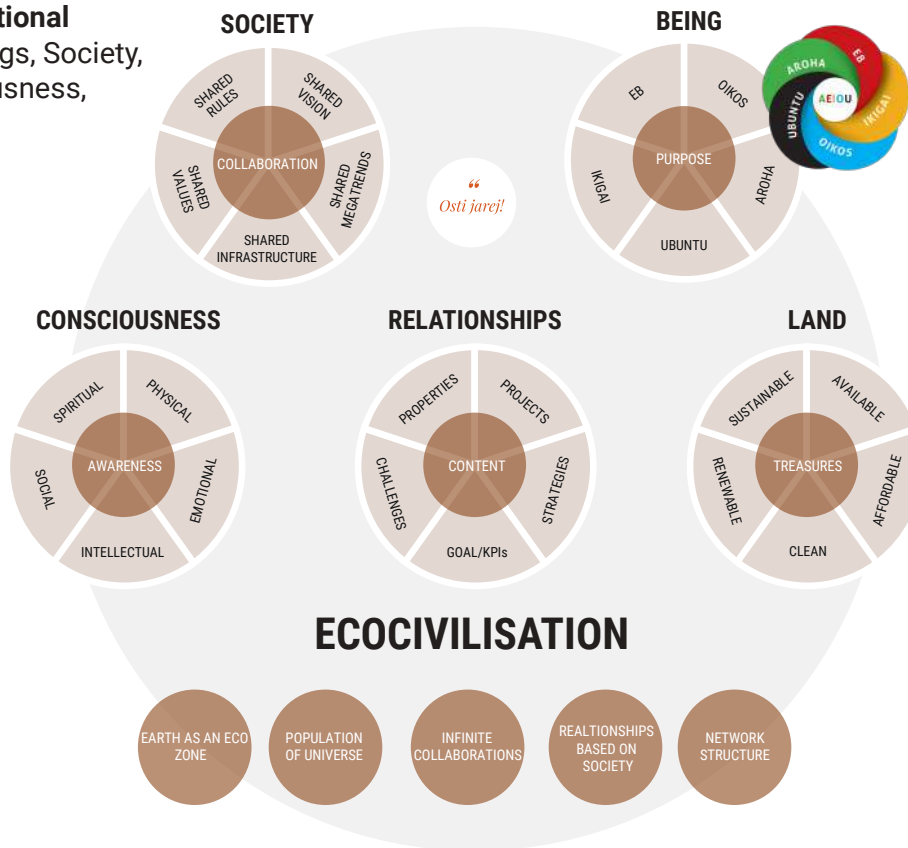 tional
gs, Society,
usness,
SOCIETY
SHARED
RULES
SHARED
VISION
SHARED
VALUES
SHARED
MEGATRENDS
SHARED
INFRASTRUCTURE
COLLABORATION
BEING
EB
OIKOS
IKIGAI
AROHA
UBUNTU
PURPOSE
AROHA
EB
UBUNTU
AEIOU
IKIGAI
OIKOS
“
Osti jarej!
CONSCIOUSNESS
SPIRITUAL
PHYSICAL
SOCIAL
EMOTIONAL
INTELLECTUAL
AWARENESS
RELATIONSHIPS
PROPERTIES
PROJECTS
CHALLENGES
STRATEGIES
GOAL/KPIs
CONTENT
LAND
SUSTAINABLE
AVAILABLE
RENEWABLE
AFFORDABLE
CLEAN
TREASURES
ECOCIVILISATION
EARTH AS AN ECO
ZONE
POPULATION
OF UNIVERSE
INFINITE
COLLABORATIONS
REALTIONSHIPS
BASED ON
SOCIETY
NETWORK
STRUCTURE